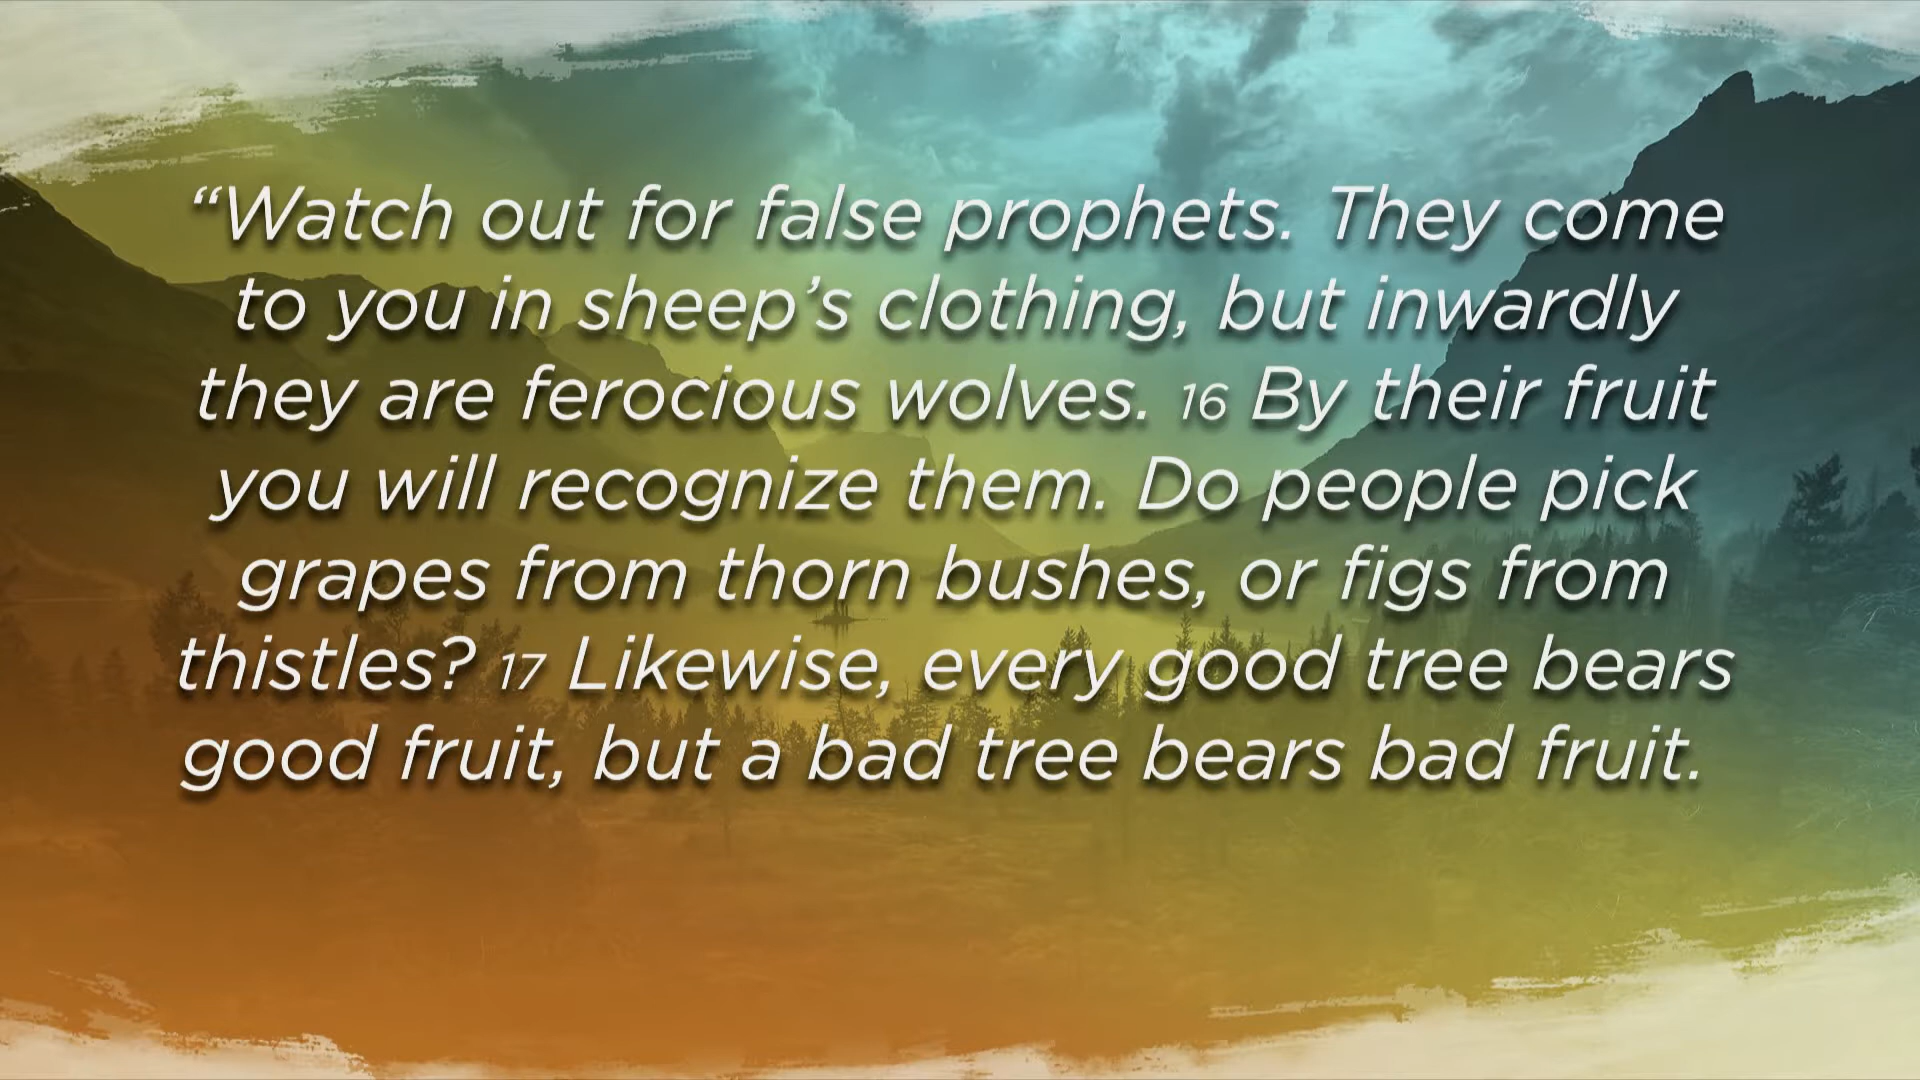 “Watch out for false prophets. They come
to you in sheep’s clothing, but inwardly
they are ferocious wolves. 16 By their fruit
you will recognize them. Do people pick
grapes from thorn bushes, or figs from
thistles? 17 Likewise, every good tree bears
good fruit, but a bad tree bears bad fruit.